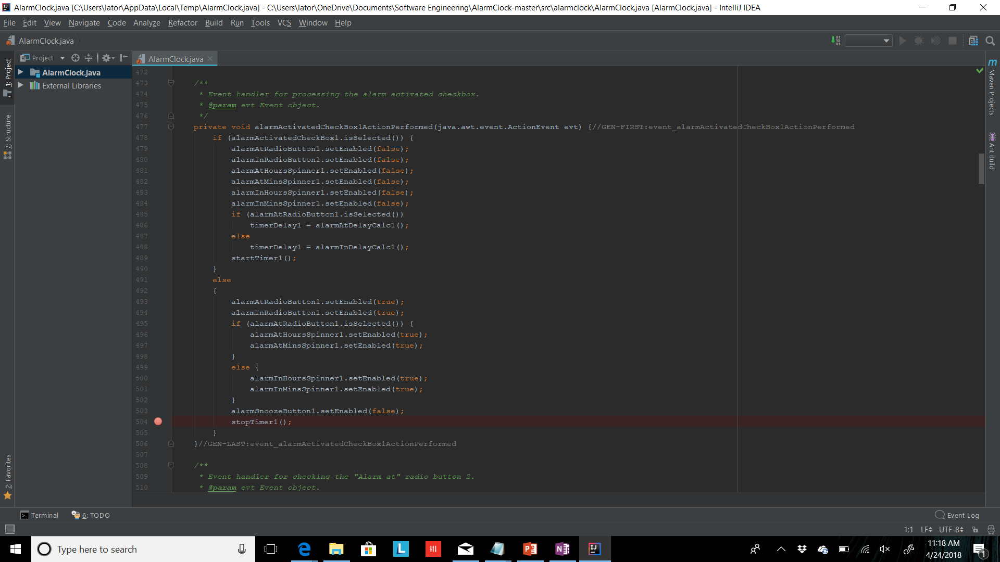 AlarmClock.java [C:\Users\lator\AppData\Local\Temp\AlarmClock.java] - C:\Users\lator\OneDrive\Documents\Software Engineering\AlarmClock-master\src\alarmclock\AlarmClock.java [AlarmClock.java] - IntelliJ IDEA
File Edit View Navigate Code Analyze Refactor Build Run Tools VCS Window Help
AlarmClock.java
Project
AlarmClock.java
External Libraries
1: Project
7: Structure
2: Favorites
AlarmClock.java
472
473 /**
474 * Event handler for processing the alarm activated checkbox.
475 * @param evt Event object.
476 */
477 private void alarmActivatedCheckBox1ActionPerformed(java.awt.event.ActionEvent evt) {//GEN-FIRST:event_alarmActivatedCheckBox1ActionPerformed
478 if (alarmActivatedCheckBox1.isSelected()) {
479 alarmAtRadioButton1.setEnabled(false);
480 alarmInRadioButton1.setEnabled(false);
481 alarmAtHoursSpinner1.setEnabled(false);
482 alarmAtMinsSpinner1.setEnabled(false);
483 alarmInHoursSpinner1.setEnabled(false);
484 alarmInMinsSpinner1.setEnabled(false);
485 if (alarmAtRadioButton1.isSelected())
486 timerDelay1 = alarmAtDelayCalc1();
487 else
488 timerDelay1 = alarmInDelayCalc1();
489 startTimer1();
490 }
491 else
492 {
493 alarmAtRadioButton1.setEnabled(true);
494 alarmInRadioButton1.setEnabled(true);
495 if (alarmAtRadioButton1.isSelected()) {
496 alarmAtHoursSpinner1.setEnabled(true);
497 alarmAtMinsSpinner1.setEnabled(true);
498 }
499 else {
500 alarmInHoursSpinner1.setEnabled(true);
501 alarmInMinsSpinner1.setEnabled(true);
502 }
503 alarmSnoozeButton1.setEnabled(false);
504 stopTimer1();
505 }
506 }//GEN-LAST:event_alarmActivatedCheckBox1ActionPerformed
507
508 /**
509 * Event handler for checking the "Alarm at" radio button 2.
510 * @param evt Event object.
Maven Projects
Ant Build
Terminal 6: TODO Event Log
1:1 LF UTF-8
Type here to search
11:18 AM
4/24/2018
1